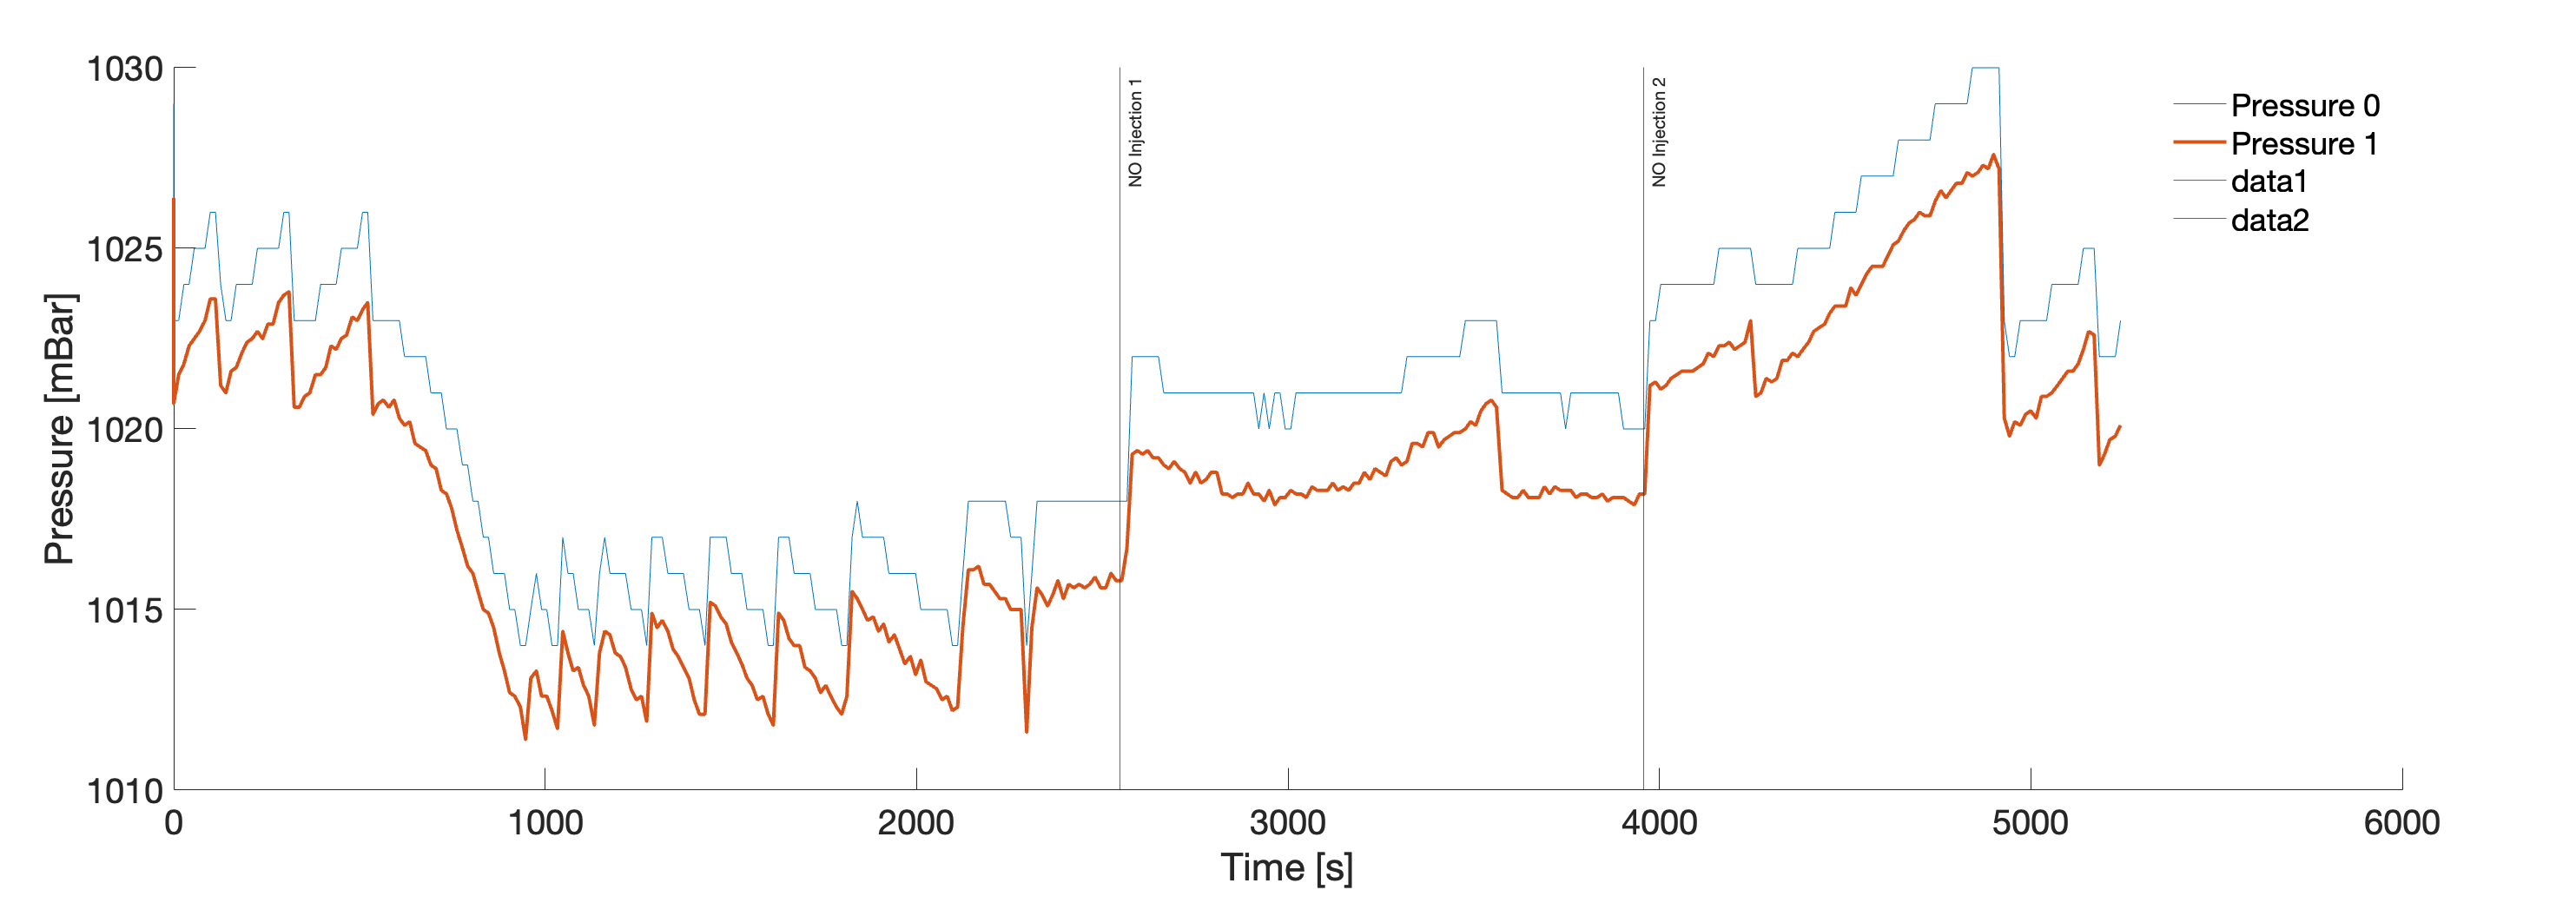 1030
1025
1020
1015
1010
Pressure [mBar]
0
1000
2000
3000
4000
5000
6000
Time [s]
NO Injection 1
NO Injection 2
Pressure 0
Pressure 1
data1
data2